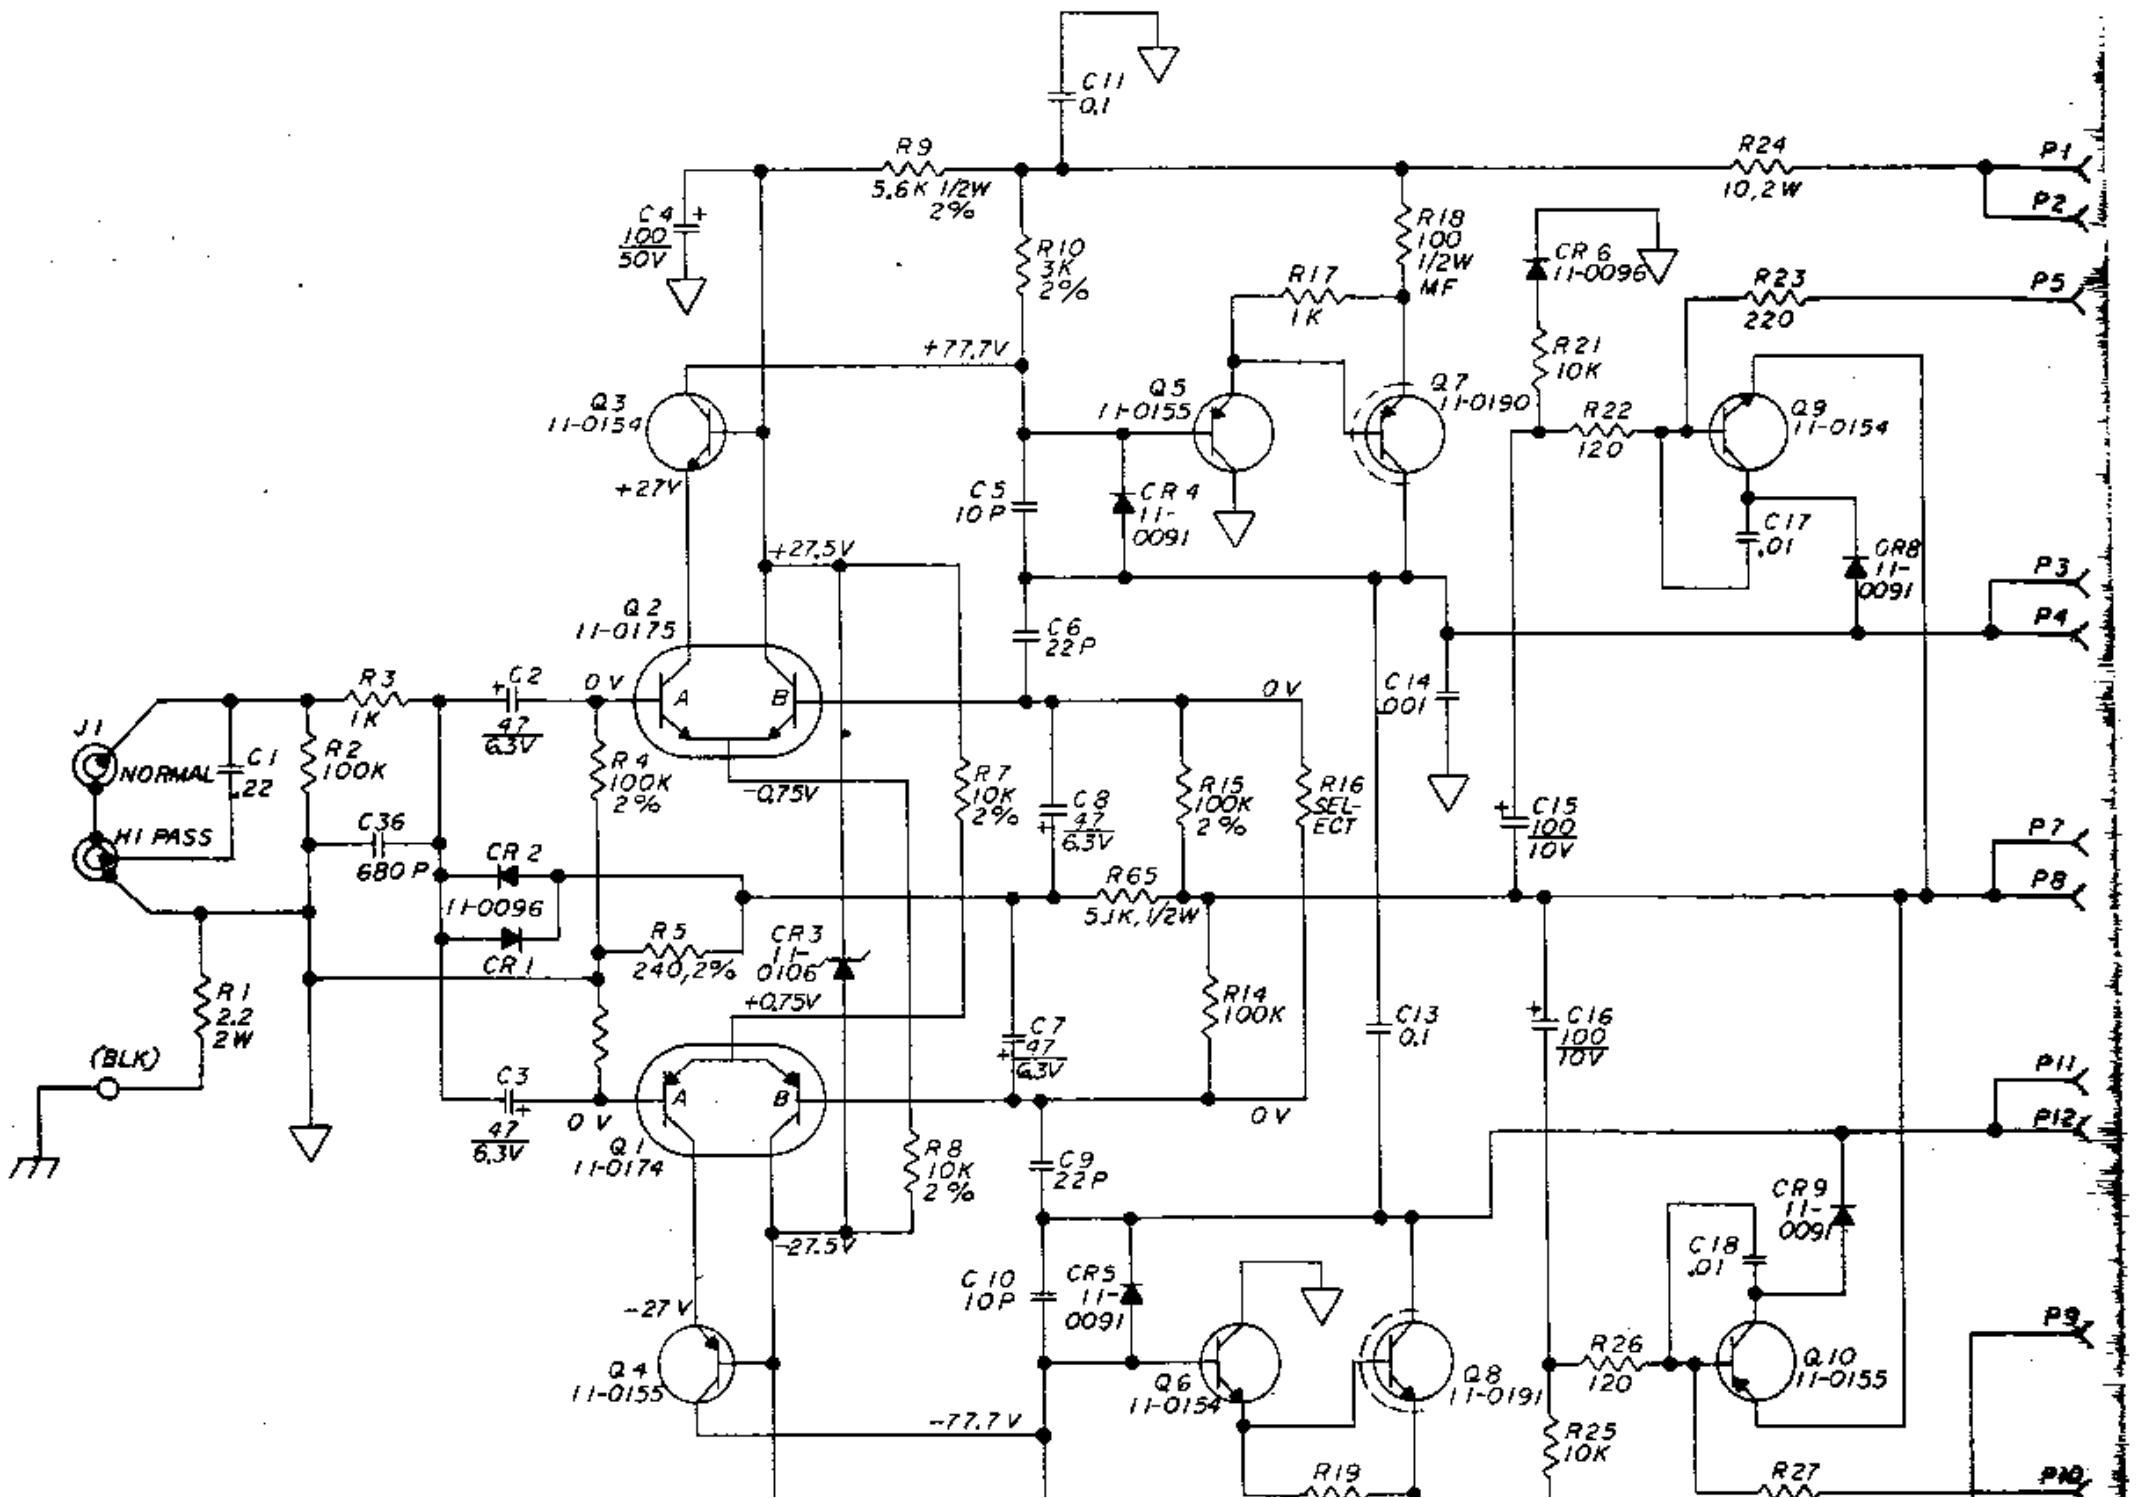 C11
0.1
R9
5.6K 1/2W
2%
R24
10,2W
P1
P2
C4 +
100
50V
R10
3K
2%
R18
100
1/2W
MF
CR6
11-0096
R17
1K
R23
220
P5
+77.7V
R21
10K
Q3
11-0154
Q5
11-0155
Q7
11-0190
R22
120
Q9
11-0154
+27V
C5
10P
CR4
11-
0091
C17
.01
CR8
11-
0091
+27.5V
P3
P4
Q2
11-0175
C6
22P
R3
1K
+
C2
47
6.3V
0V
A
B
0V
C14
.001
J1
NORMAL
C1
.22
R2
100K
R4
100K
2%
-0.75V
R7
10K
2%
C8
47
6.3V
+
R15
100K
2%
R16
SEL-
ECT
+
C15
100
10V
P7
HI PASS
C36
680P
CR2
11-0096
R65
5.1K,1/2W
P8
CR1
R5
240,2%
CR3
11-
0106
+0.75V
R1
2.2
2W
R14
100K
C13
0.1
+
C16
100
10V
C7
47
6.3V
+
(BLK)
C3
+
47
6.3V
0V
A
B
0V
P11
P12
Q1
11-0174
R8
10K
2%
C9
22P
-27.5V
CR9
11-
0091
C18
.01
C10
10P
CR5
11-
0091
-27V
Q4
11-0155
Q6
11-0154
Q8
11-0191
R26
120
Q10
11-0155
P9
-77.7V
R25
10K
R19
R27
P10